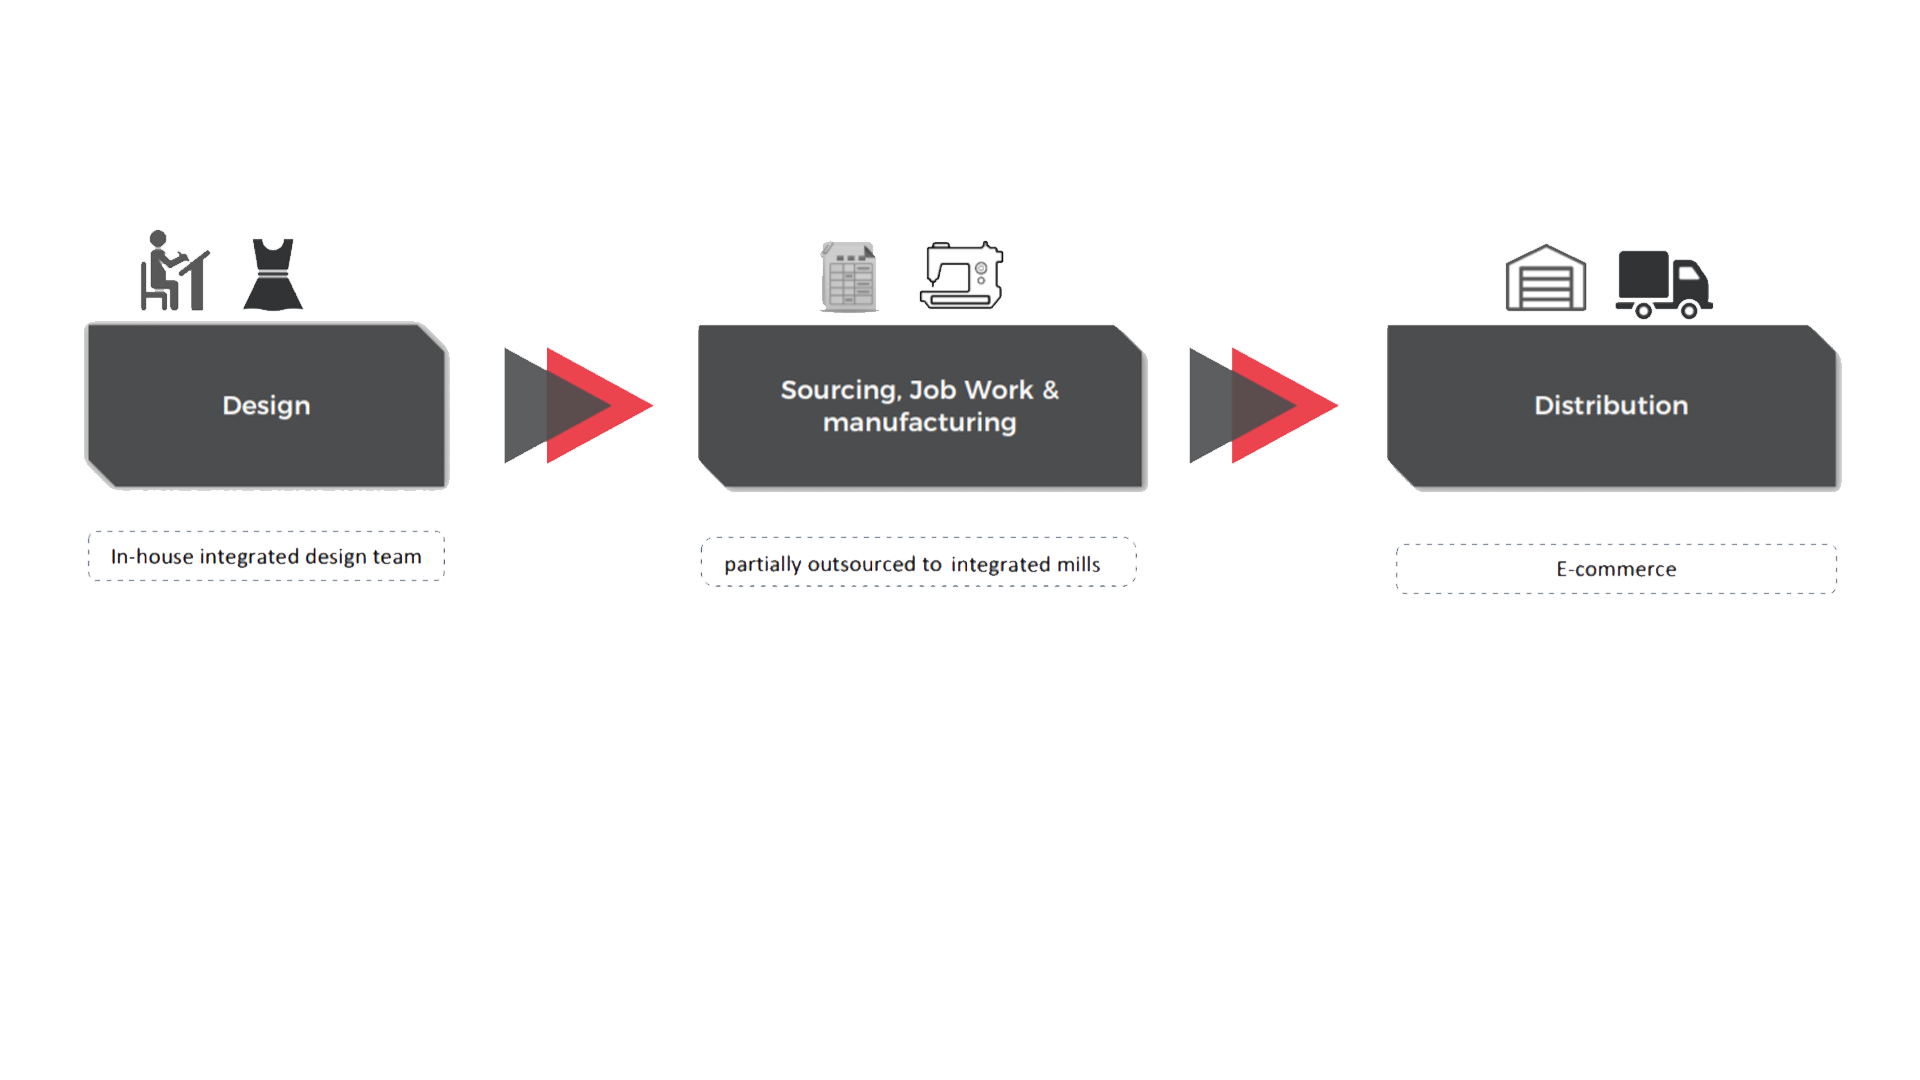 Design
Sourcing, Job Work &
manufacturing
Distribution
In-house integrated design team
partially outsourced to integrated mills
E-commerce